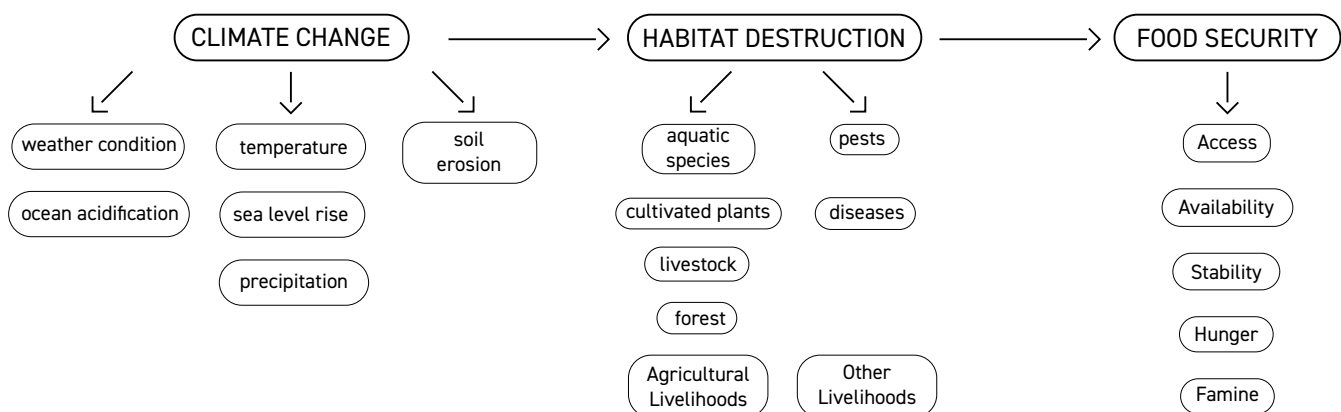 CLIMATE CHANGE
HABITAT DESTRUCTION
FOOD SECURITY
weather condition
temperature
soil
erosion
aquatic
species
pests
Access
ocean acidification
sea level rise
cultivated plants
diseases
Availability
precipitation
livestock
Stability
forest
Hunger
Agricultural
Livelihoods
Other
Livelihoods
Famine